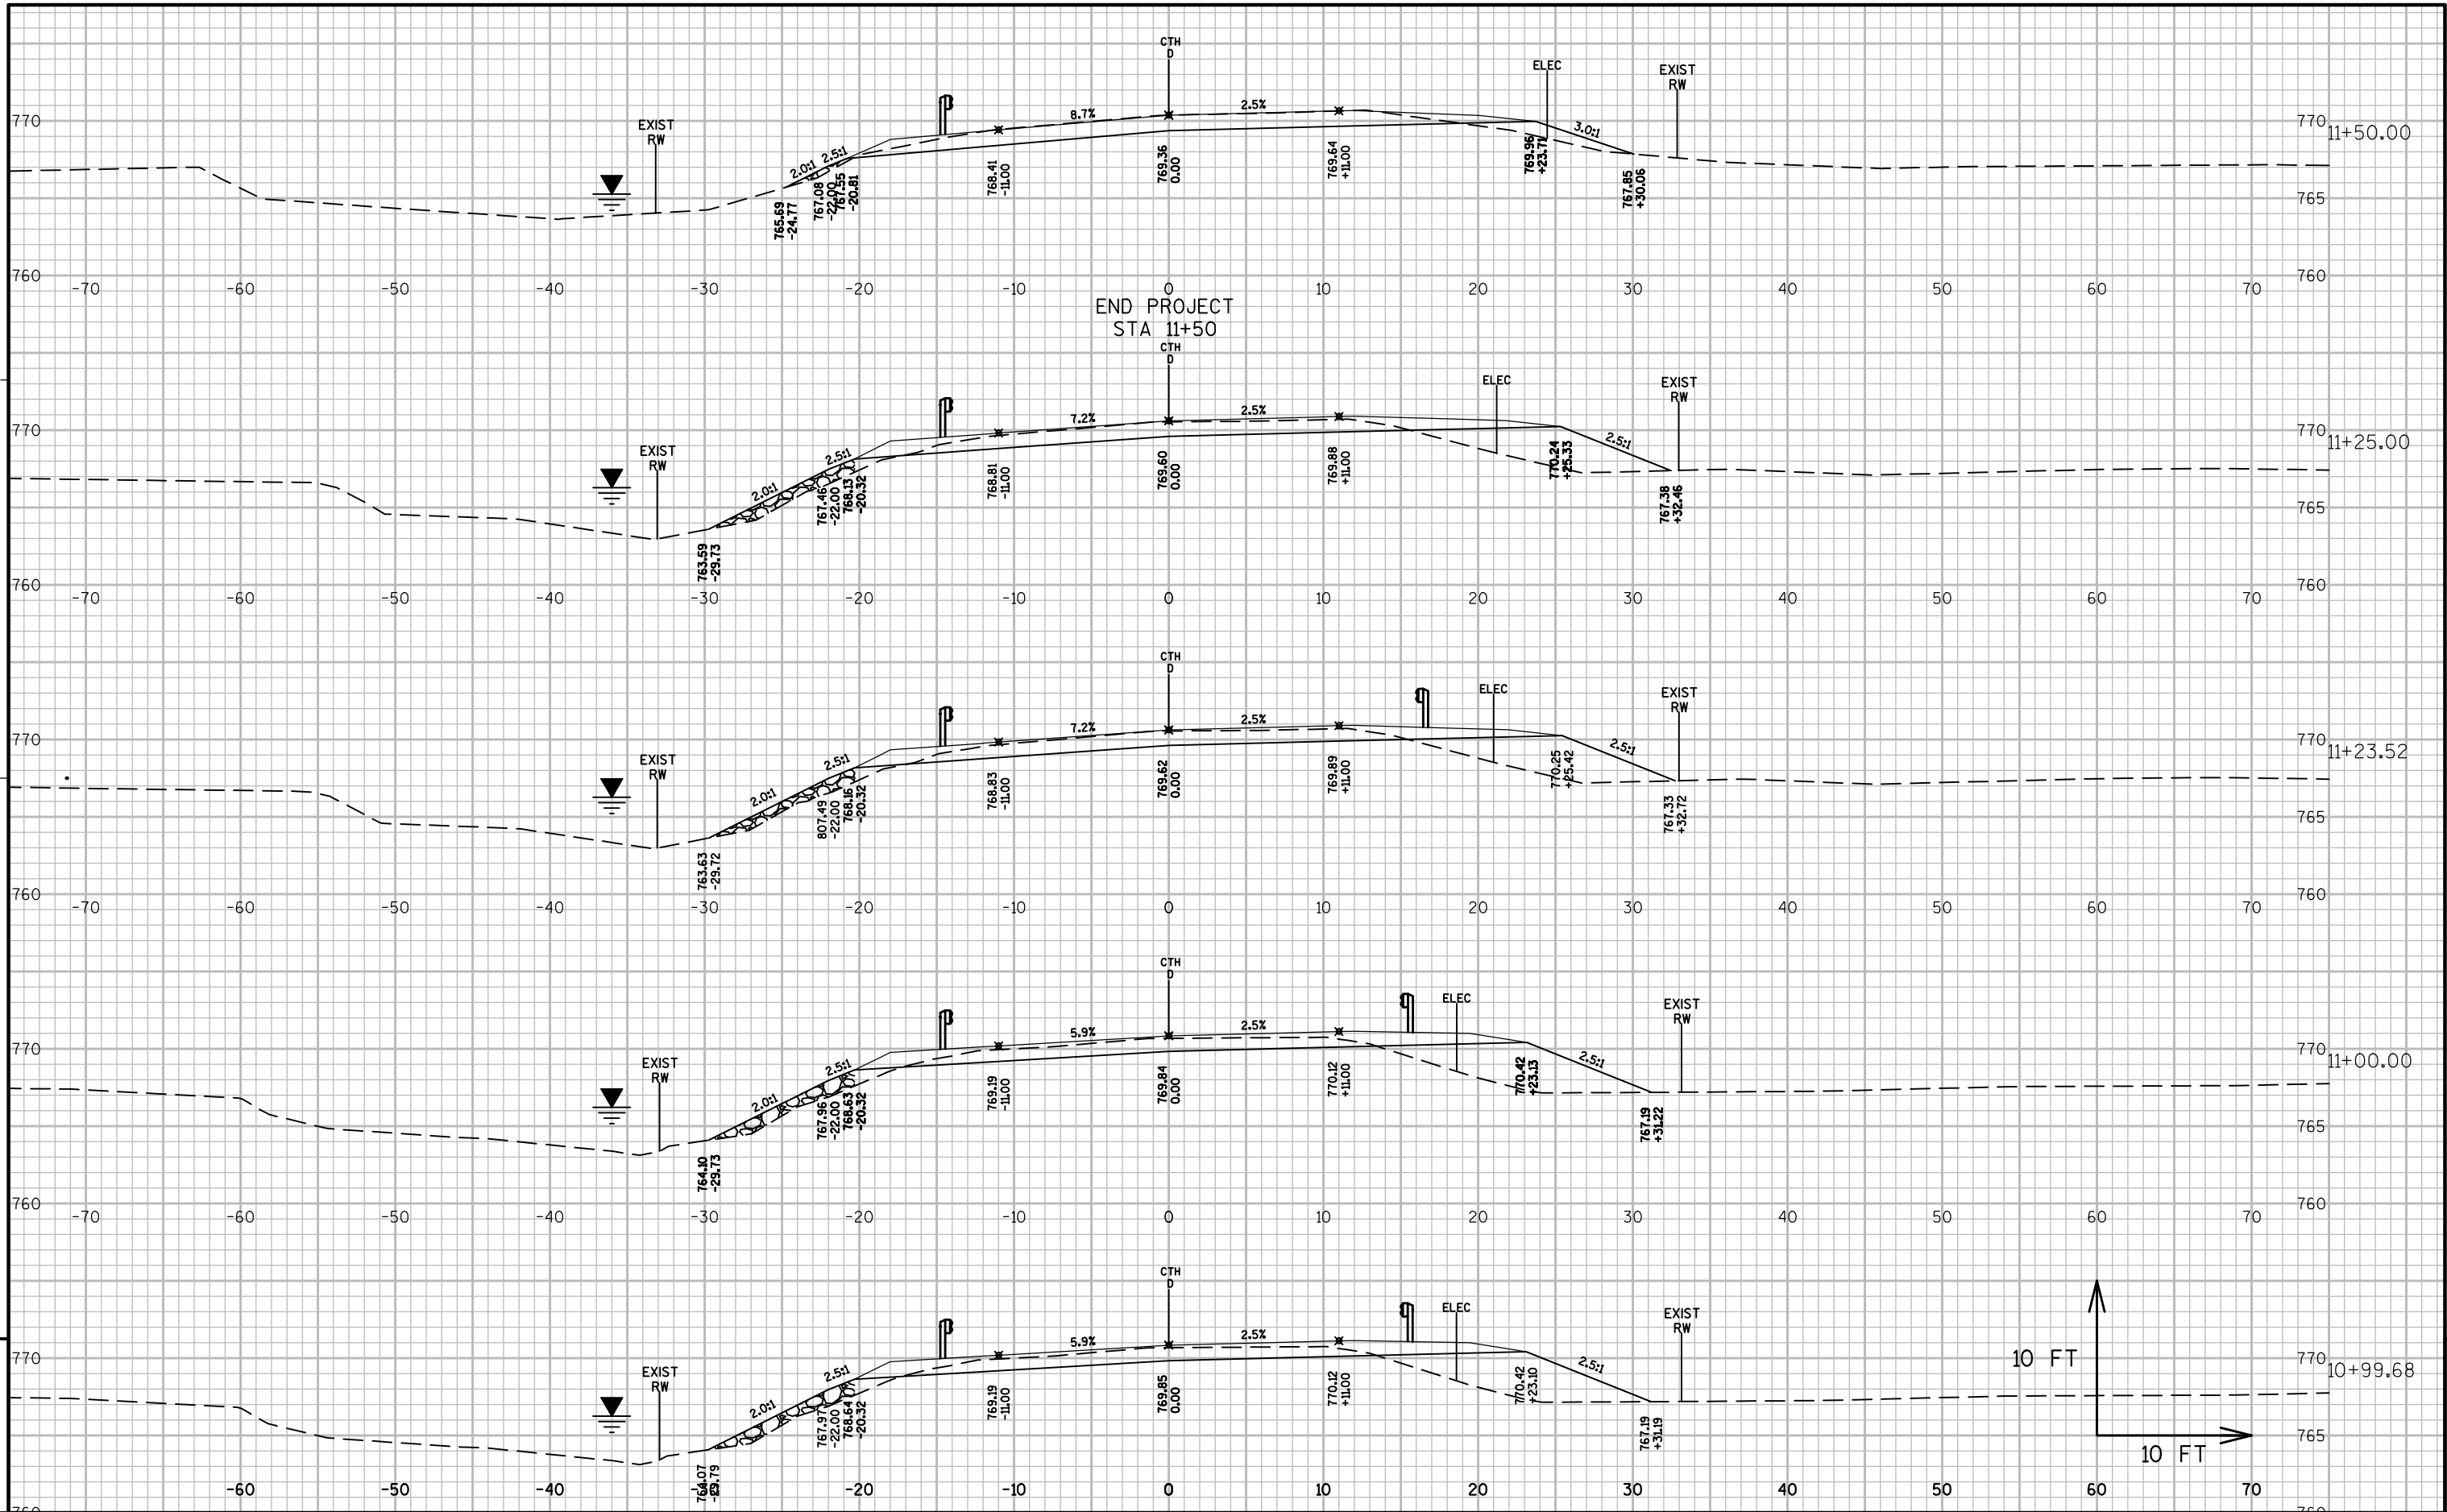 CTH
D
ELEC
EXIST
RW
EXIST
RW
8.7%
2.5%
3.0:1
2.5:1
2.0:1
770
770
11+50.00
765.69
-24.77
767.08
-22.00
767.55
-20.81
768.41
-11.00
769.36
0.00
769.64
+11.00
769.96
+23.71
767.85
+30.06
765
760
760
-70 -60 -50 -40 -30 -20 -10 0 10 20 30 40 50 60 70
END PROJECT
STA 11+50
CTH
D
ELEC
EXIST
RW
EXIST
RW
7.2%
2.5%
2.5:1
2.5:1
2.0:1
770
770
11+25.00
763.59
-29.73
767.46
-22.00
768.13
-20.32
768.81
-11.00
769.60
0.00
769.88
+11.00
770.24
+25.33
767.38
+32.46
765
760
760
-70 -60 -50 -40 -30 -20 -10 0 10 20 30 40 50 60 70
CTH
D
ELEC
EXIST
RW
EXIST
RW
7.2%
2.5%
2.5:1
2.5:1
2.0:1
770
770
11+23.52
763.63
-29.72
807.49
-22.00
768.16
-20.32
768.83
-11.00
769.62
0.00
769.89
+11.00
770.25
+25.42
767.33
+32.72
765
760
760
-70 -60 -50 -40 -30 -20 -10 0 10 20 30 40 50 60 70
CTH
D
ELEC
EXIST
RW
EXIST
RW
5.9%
2.5%
2.5:1
2.5:1
2.0:1
770
770
11+00.00
764.10
-29.73
767.96
-22.00
768.63
-20.32
769.19
-11.00
769.84
0.00
770.12
+11.00
770.42
+23.13
767.19
+31.22
765
760
760
-70 -60 -50 -40 -30 -20 -10 0 10 20 30 40 50 60 70
CTH
D
ELEC
EXIST
RW
EXIST
RW
5.9%
2.5%
2.5:1
2.5:1
2.0:1
770
770
10+99.68
767.97
-22.00
768.64
-20.32
769.19
-11.00
769.85
0.00
770.12
+11.00
770.42
+23.10
767.19
+31.19
765
10 FT
10 FT
-60 -50 -40 -30 -20 -10 0 10 20 30 40 50 60 70